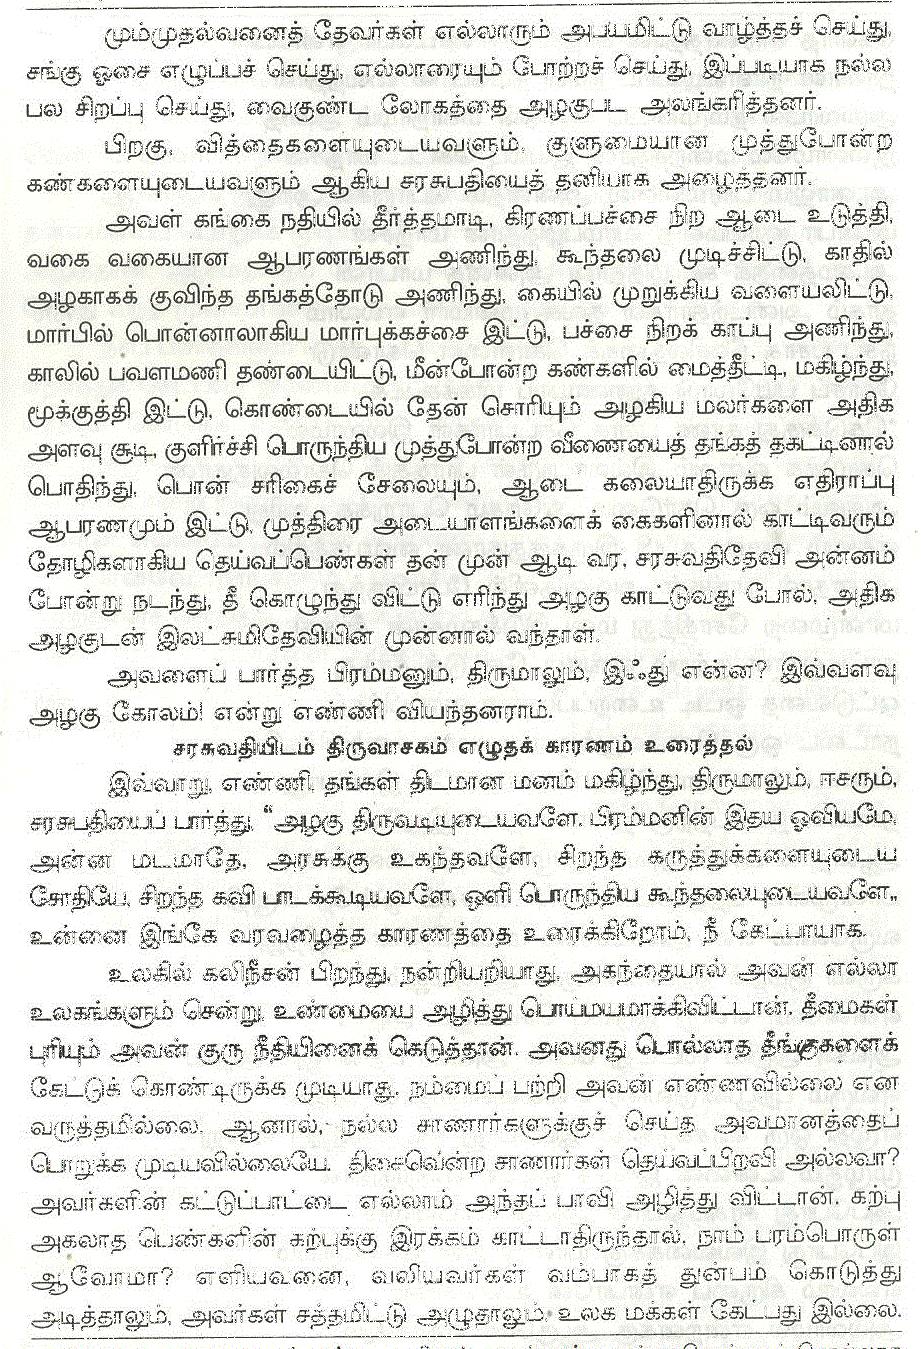 மும்முதல்வனைத் தேவர்கள் எல்லாரும் அபயமிட்டு வாழ்த்தச் செய்து,
சங்கு ஓசை எழுப்பச் செய்து, எல்லாரையும் போற்றச் செய்து, இப்படியாக நல்ல
பல சிறப்பு செய்து, வைகுண்ட லோகத்தை அழகுபட அலங்கரித்தனர்.
பிறகு, வித்தைகளையுடையவளும், குளுமையான முத்துபோன்ற
கண்களையுடையவளும் ஆகிய சரசுபதியைத் தனியாக அழைத்தனர்.
அவள் கங்கை நதியில் தீர்த்தமாடி, கிரணப்பச்சை நிற ஆடை உடுத்தி,
வகை வகையான ஆபரணங்கள் அணிந்து, கூந்தலை முடிச்சிட்டு, காதில்
அழகாகக் குவிந்த தங்கத்தோடு அணிந்து, கையில் முறுக்கிய வளையலிட்டு,
மார்பில் பொன்னாலாகிய மார்புக்கச்சை இட்டு, பச்சை நிறக் காப்பு அணிந்து,
காலில் பவளமணி தண்டையிட்டு, மீன்போன்ற கண்களில் மைத்தீட்டி, மகிழ்ந்து,
மூக்குத்தி இட்டு, கொண்டையில் தேன் சொரியும் அழகிய மலர்களை அதிக
அளவு சூடி, குளிர்ச்சி பொருந்திய முத்துபோன்ற வீணையைத் தங்கத் தகட்டினால்
பொதிந்து, பொன் சரிகைச் சேலையும், ஆடை கலையாதிருக்க எதிராப்பு
ஆபரணமும் இட்டு, முத்திரை அடையாளங்களைக் கைகளினால் காட்டிவரும்
தோழிகளாகிய தெய்வப்பெண்கள் தன் முன் ஆடி வர, சரசுவதிதேவி அன்னம்
போன்று நடந்து, தீ கொழுந்து விட்டு எரிந்து அழகு காட்டுவது போல், அதிக
அழகுடன் இலட்சுமிதேவியின் முன்னால் வந்தாள்.
அவளைப் பார்த்த பிரம்மனும், திருமாலும், இஃது என்ன? இவ்வளவு
அழகு கோலம்! என்று எண்ணி வியந்தனராம்.
சரசுவதியிடம் திருவாசகம் எழுதக் காரணம் உரைத்தல்
இவ்வாறு, எண்ணி, தங்கள் திடமான மனம் மகிழ்ந்து, திருமாலும், ஈசரும்,
சரசுபதியைப் பார்த்து, "அழகு திருவடியுடையவளே, பிரம்மனின் இதய ஓவியமே,
அன்ன மடமாதே, அரசுக்கு உகந்தவளே, சிறந்த கருத்துக்களையுடைய
சோதியே, சிறந்த கவி பாடக்கூடியவளே, ஒளி பொருந்திய கூந்தலையுடையவளே,,
உன்னை இங்கே வரவழைத்த காரணத்தை உரைக்கிறோம், நீ கேட்பாயாக.
உலகில் கலிநீசன் பிறந்து, நன்றியறியாது, அகந்தையால் அவன் எல்லா
உலகங்களும் சென்று, உண்மையை அழித்து பொய்மயமாக்கிவிட்டான். தீமைகள்
புரியும் அவன் குரு நீதியினைக் கெடுத்தான். அவனது பொல்லாத தீங்குகளைக்
கேட்டுக் கொண்டிருக்க முடியாது. நம்மைப் பற்றி அவன் எண்ணவில்லை என
வருத்தமில்லை. ஆனால், நல்ல சாணார்களுக்குச் செய்த அவமானத்தைப்
பொறுக்க முடியவில்லையே. திசைவென்ற சாணார்கள் தெய்வப்பிறவி அல்லவா?
அவர்களின் கட்டுப்பாட்டை எல்லாம் அந்தப் பாவி அழித்து விட்டான். கற்பு
அகலாத பெண்களின் கற்புக்கு இரக்கம் காட்டாதிருந்தால், நாம் பரம்பொருள்
ஆவோமா? எளியவனை, வலியவர்கள் வம்பாகத் துன்பம் கொடுத்து
அடித்தாலும், அவர்கள் சத்தமிட்டு அழுதாலும், உலக மக்கள் கேட்பது இல்லை.